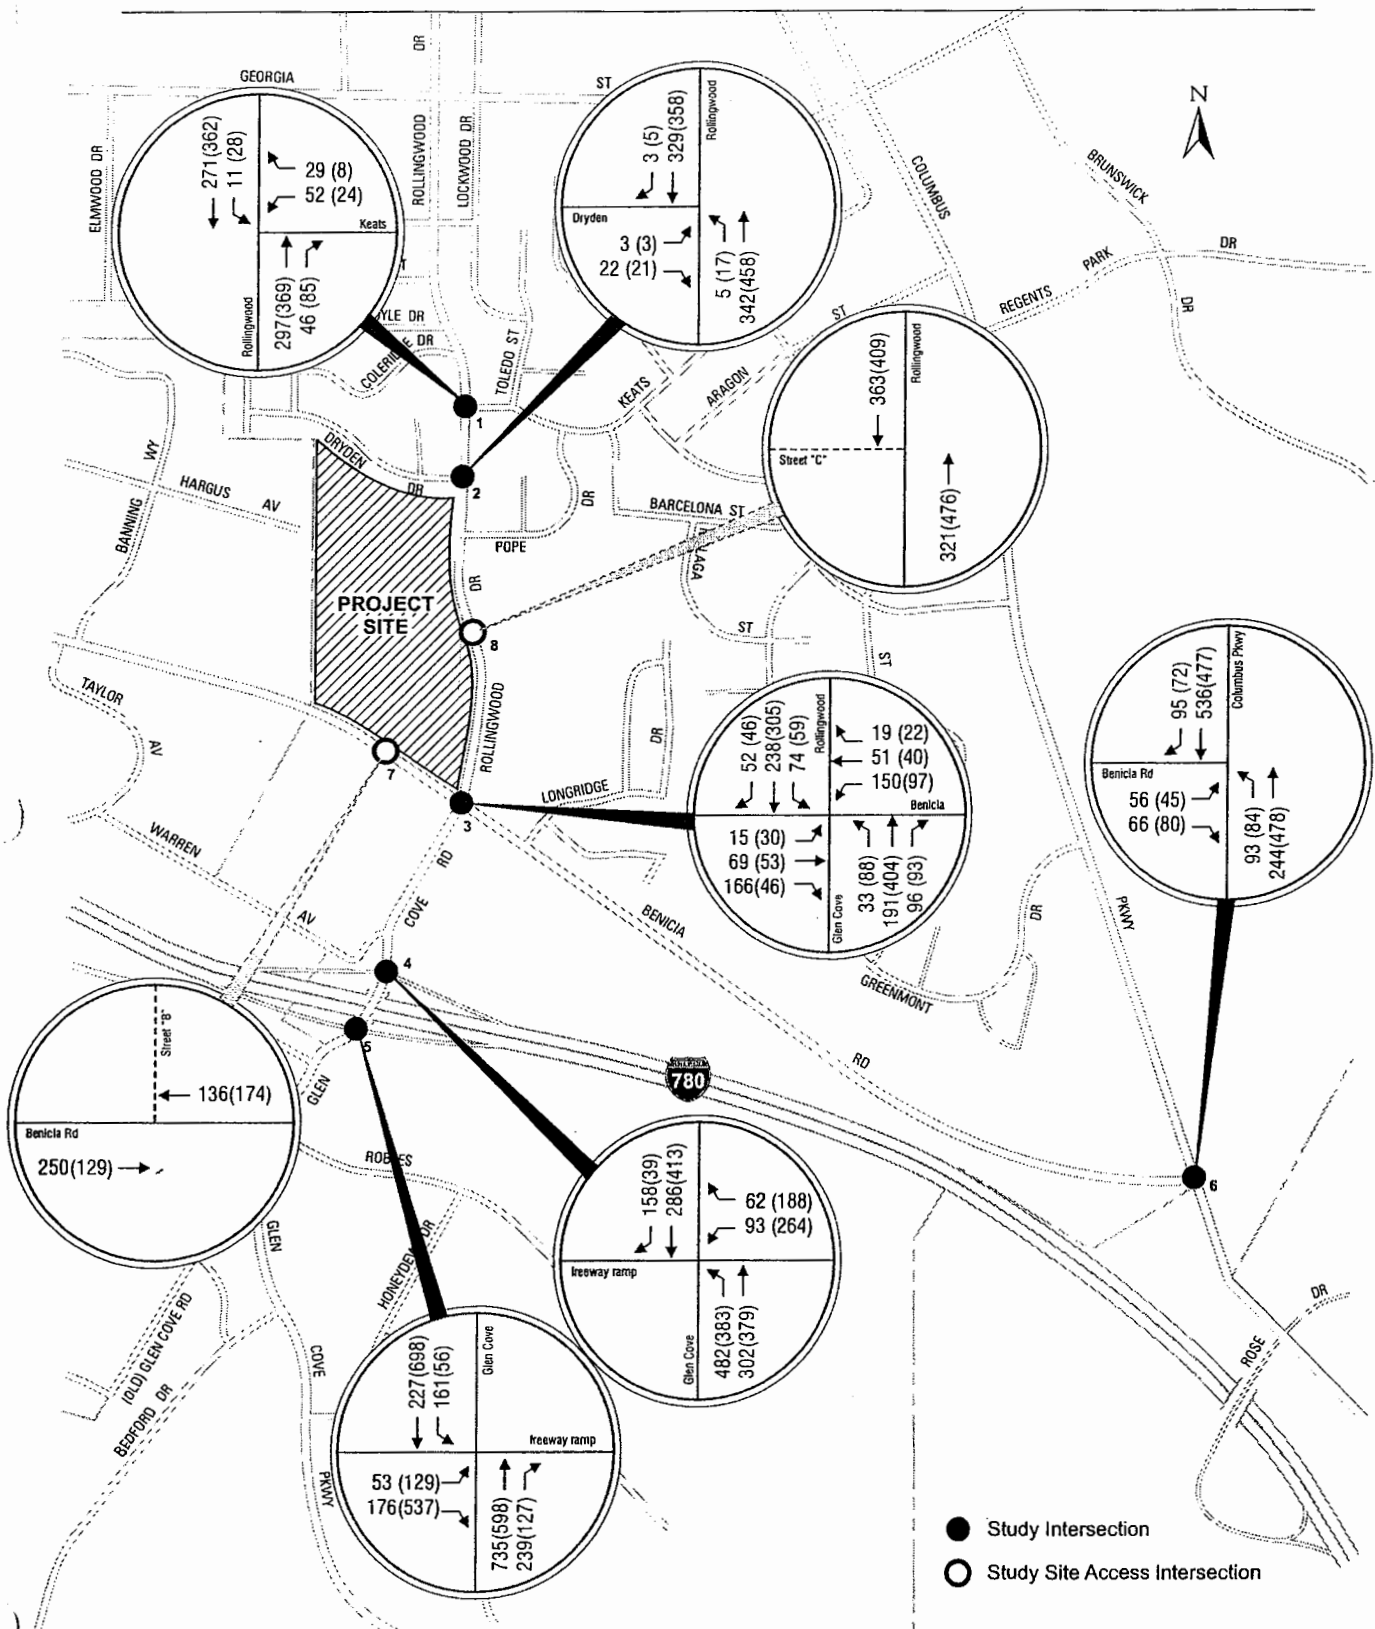 GEORGIA
ST
DR
N
ELMWOOD DR
ROLLINGWOOD
LOCKWOOD DR
COLUMBUS
BRUNSWICK
DR
PARK
REGENTS
DR
271(362)
11 (28)
29 (8)
52 (24)
Keats
Rollingwood
297(369)
46 (85)
3 (5)
329(358)
Rollingwood
Dryden
3 (3)
22 (21)
5 (17)
342(458)
YLE DR
DR
TOLEDO ST
KEATS
ARAGON
ST
363(409)
Rollingwood
Street "C"
321(476)
1
2
DRYDEN
DR
BANNING
WY
HARGUS
AV
POPE
DR
BARCELONA ST
DR
ST
ST
PROJECT
SITE
8
ROLLINGWOOD
TAYLOR
AV
7
3
LONGRIDGE
DR
52 (46)
238(305)
74 (59)
Rollingwood
19 (22)
51 (40)
150(97)
Benicia
15 (30)
69 (53)
166(46)
Glen Cove
33 (88)
191(404)
96 (93)
95 (72)
536(477)
Columbus Pkwy
Benicia Rd
56 (45)
66 (80)
93 (84)
244(478)
WARREN
AV
COVE
RD
BENICIA
RD
GREENMONT
DR
PKWY
4
5
GLEN
780
6
Street "B"
136(174)
Benicia Rd
250(129)
158(39)
286(413)
62 (188)
93 (264)
freeway ramp
Glen Cove
482(383)
302(379)
GLEN
COVE
PKWY
(OLD) GLEN COVE RD
BEDFORD DR
227(698)
161(56)
Glen Cove
freeway ramp
53 (129)
176(537)
735(598)
239(127)
ROSE
DR
Study Intersection
Study Site Access Intersection